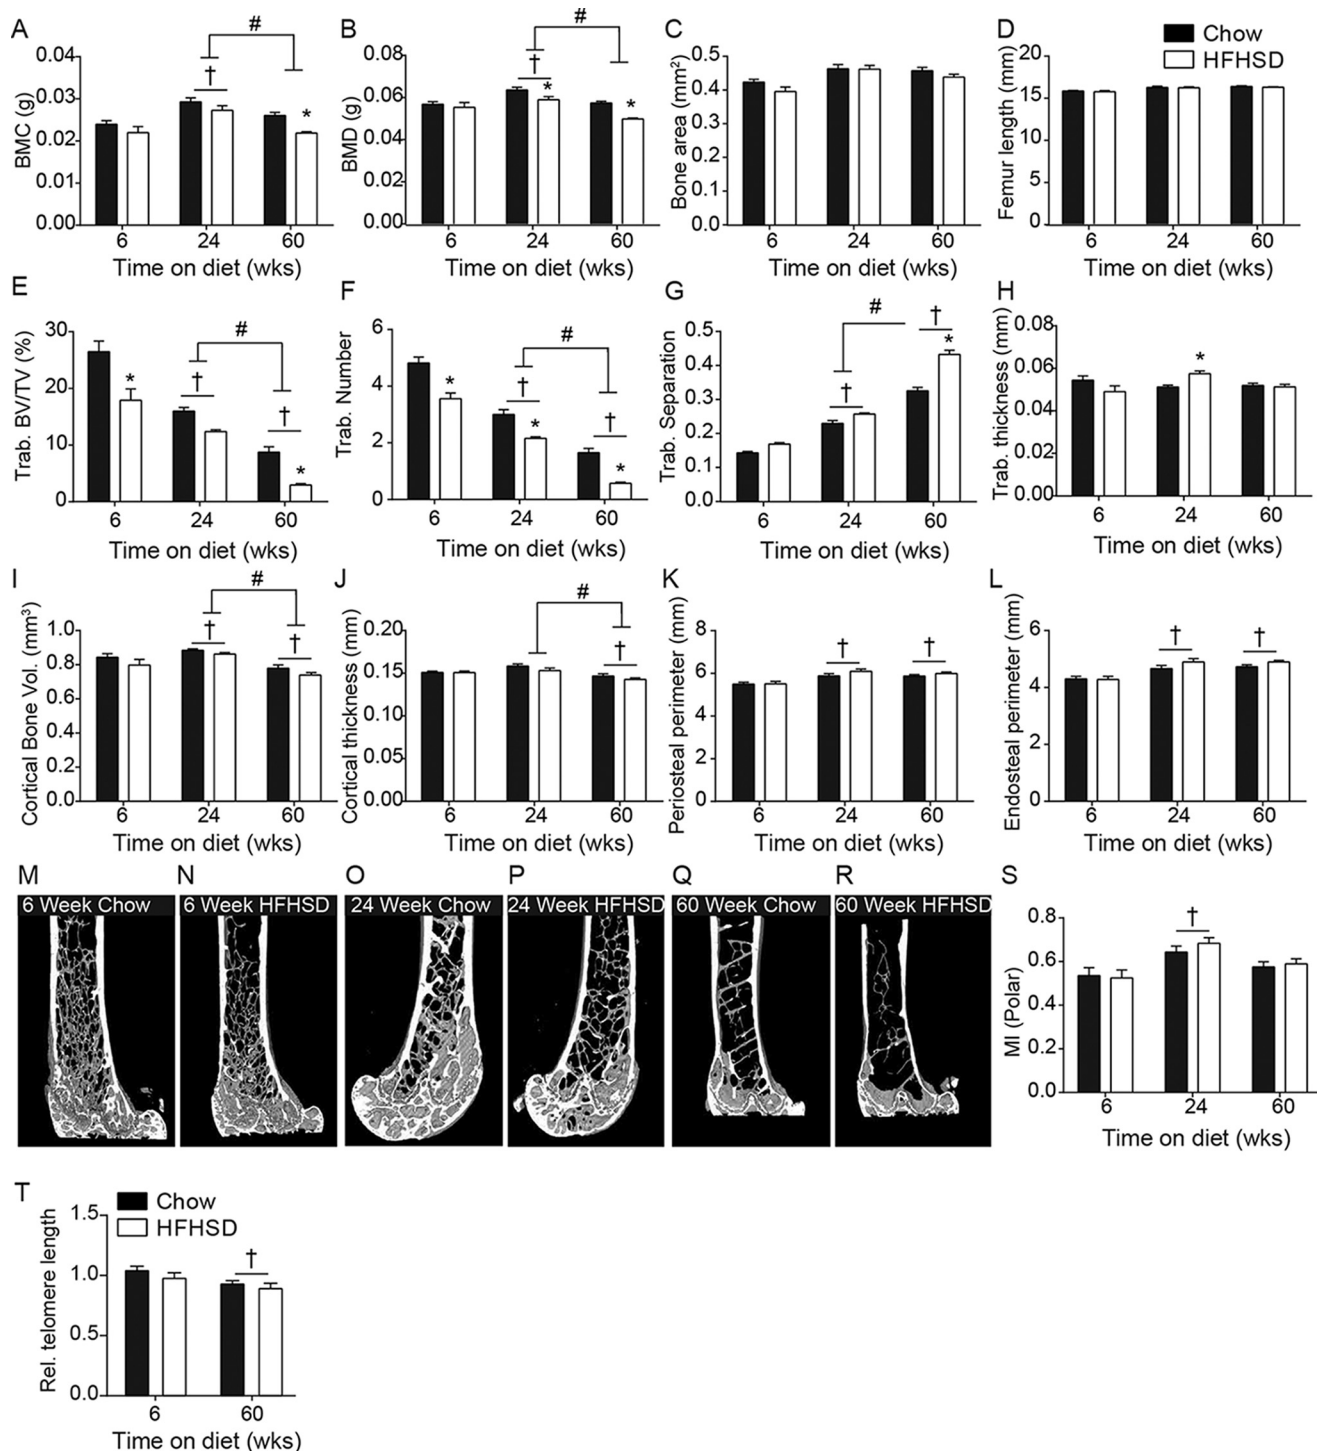 A
BMC (g)
0.04
0.03
0.02
0.01
0.00
†
#
*
6 24 60
Time on diet (wks)
B
BMD (g)
0.08
0.06
0.04
0.02
0.00
†
*
#
*
6 24 60
Time on diet (wks)
C
Bone area (mm²)
0.5
0.4
0.3
0.2
0.1
0.0
6 24 60
Time on diet (wks)
D
Chow
HFHSD
Femur length (mm)
20
15
10
5
0
6 24 60
Time on diet (wks)
E
Trab. BV/TV (%)
30
20
10
0
*
†
#
†
*
6 24 60
Time on diet (wks)
F
Trab. Number
6
4
2
0
*
†
*
#
†
*
6 24 60
Time on diet (wks)
G
Trab. Separation
0.5
0.4
0.3
0.2
0.1
0.0
†
#
†
*
6 24 60
Time on diet (wks)
H
Trab. thickness (mm)
0.08
0.06
0.04
0.02
0.00
*
6 24 60
Time on diet (wks)
I
Cortical Bone Vol. (mm³)
1.0
0.8
0.6
0.4
0.2
0.0
†
#
†
6 24 60
Time on diet (wks)
J
Cortical thickness (mm)
0.20
0.15
0.10
0.05
0.00
#
†
6 24 60
Time on diet (wks)
K
Periosteal perimeter (mm)
8
6
4
2
0
†
†
6 24 60
Time on diet (wks)
L
Endosteal perimeter (mm)
6
4
2
0
†
†
6 24 60
Time on diet (wks)
M
6 Week Chow
N
6 Week HFHSD
O
24 Week Chow
P
24 Week HFHSD
Q
60 Week Chow
R
60 Week HFHSD
S
MI (Polar)
0.8
0.6
0.4
0.2
0.0
†
6 24 60
Time on diet (wks)
T
Chow
HFHSD
Rel. telomere length
1.5
1.0
0.5
0.0
†
6 60
Time on diet (wks)